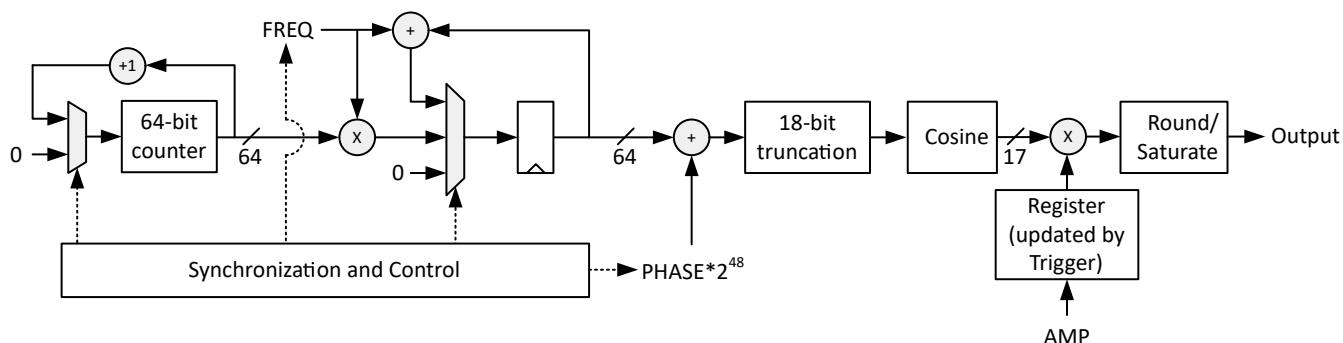 FREQ
+
+1
64-bit
counter
0
64
X
0
64
+
18-bit
truncation
Cosine
17
X
Round/
Saturate
Output
Register
(updated by
Trigger)
AMP
Synchronization and Control
PHASE*2^48